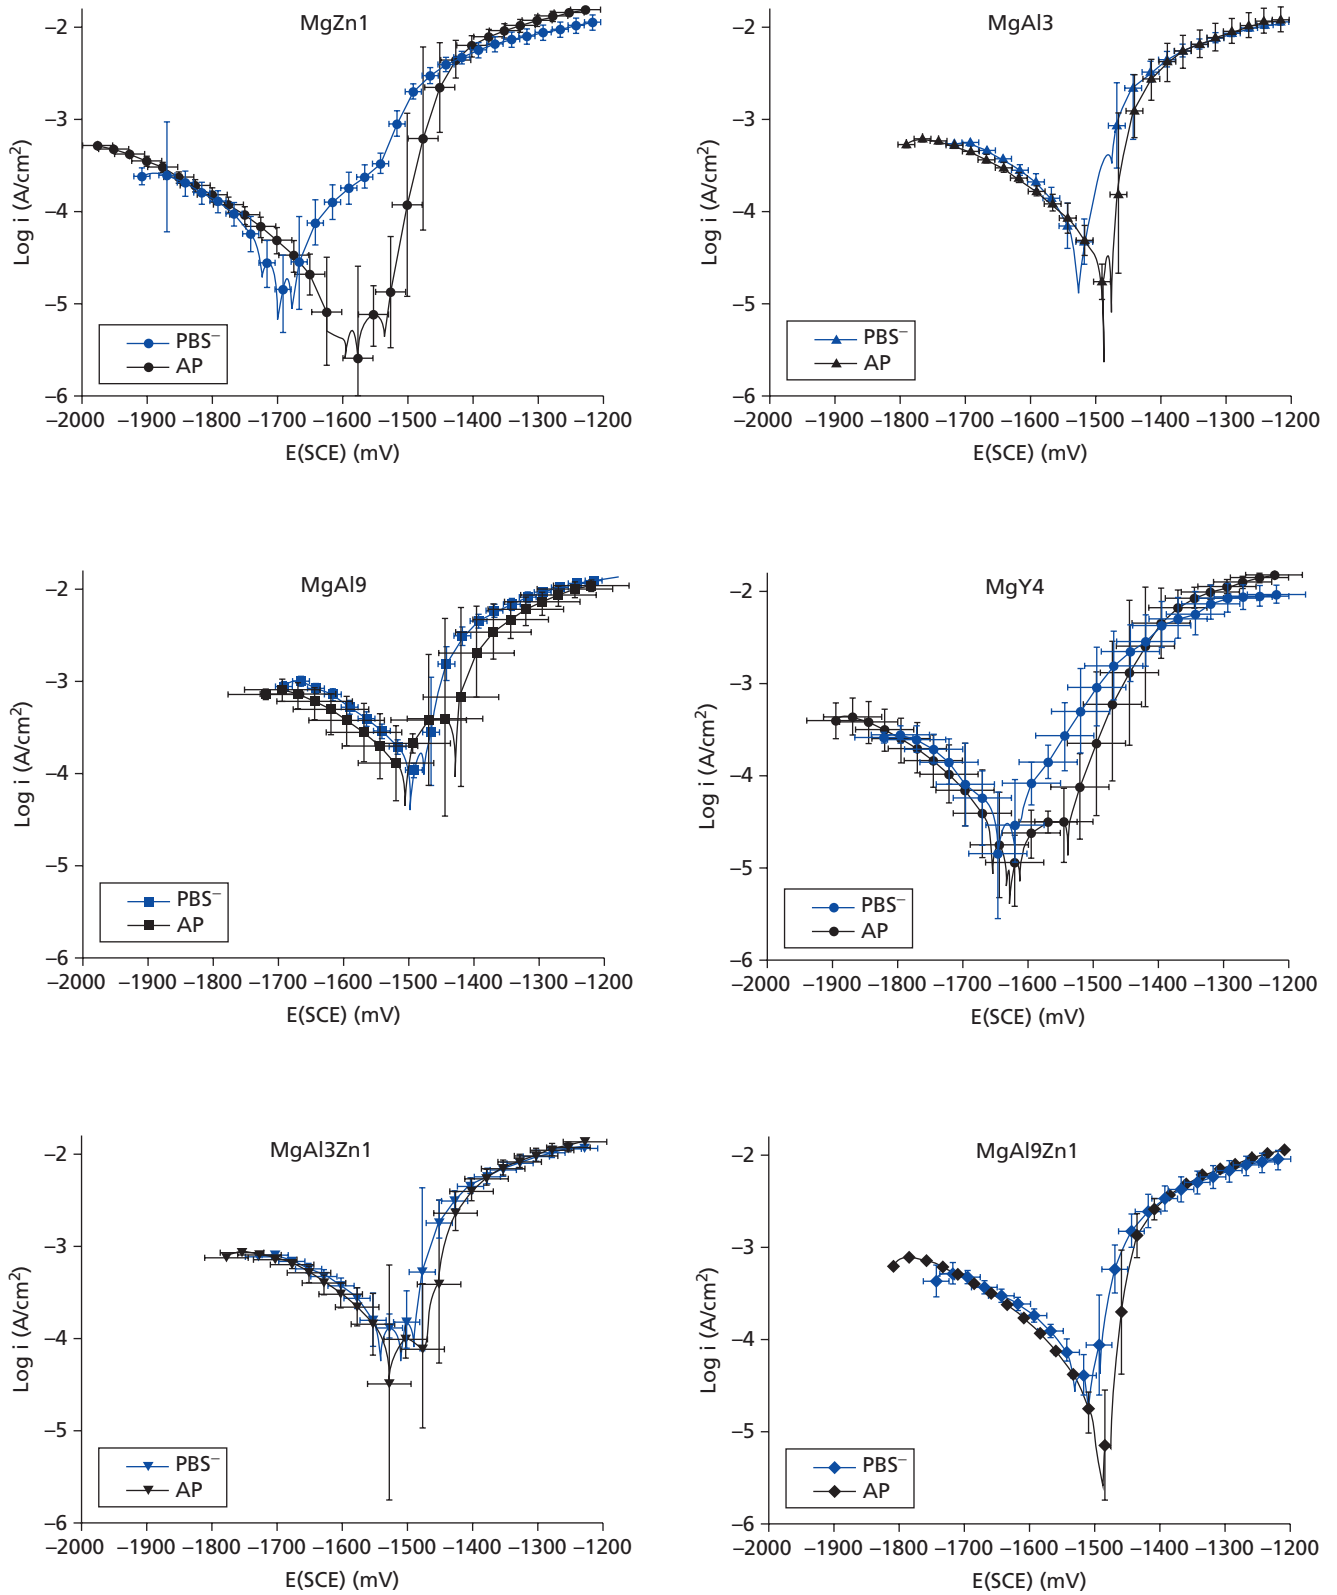 MgZn1
−2
−3
−4
−5
−6
Log i (A/cm²)
PBS⁻
AP
−2000 −1900 −1800 −1700 −1600 −1500 −1400 −1300 −1200
E(SCE) (mV)
MgAl3
−2
−3
−4
−5
−6
Log i (A/cm²)
PBS⁻
AP
−2000 −1900 −1800 −1700 −1600 −1500 −1400 −1300 −1200
E(SCE) (mV)
MgAl9
−2
−3
−4
−5
−6
Log i (A/cm²)
PBS⁻
AP
−2000 −1900 −1800 −1700 −1600 −1500 −1400 −1300 −1200
E(SCE) (mV)
MgY4
−2
−3
−4
−5
−6
Log i (A/cm²)
PBS⁻
AP
−2000 −1900 −1800 −1700 −1600 −1500 −1400 −1300 −1200
E(SCE) (mV)
MgAl3Zn1
−2
−3
−4
−5
−6
Log i (A/cm²)
PBS⁻
AP
−2000 −1900 −1800 −1700 −1600 −1500 −1400 −1300 −1200
E(SCE) (mV)
MgAl9Zn1
−2
−3
−4
−5
−6
Log i (A/cm²)
PBS⁻
AP
−2000 −1900 −1800 −1700 −1600 −1500 −1400 −1300 −1200
E(SCE) (mV)